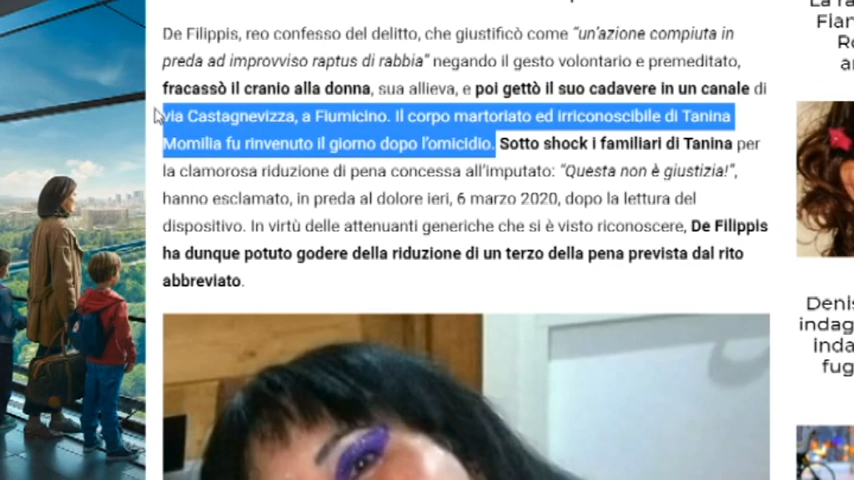 De Filippis, reo confesso del delitto, che giustificò come “un’azione compiuta in
preda ad improvviso raptus di rabbia” negando il gesto volontario e premeditato,
fracassò il cranio alla donna, sua allieva, e poi gettò il suo cadavere in un canale di
via Castagnevizza, a Fiumicino. Il corpo martoriato ed irriconoscibile di Tanina
Momilia fu rinvenuto il giorno dopo l’omicidio. Sotto shock i familiari di Tanina per
la clamorosa riduzione di pena concessa all’imputato: “Questa non è giustizia!”,
hanno esclamato, in preda al dolore ieri, 6 marzo 2020, dopo la lettura del
dispositivo. In virtù delle attenuanti generiche che si è visto riconoscere, De Filippis
ha dunque potuto godere della riduzione di un terzo della pena prevista dal rito
abbreviato.
indag
inda
fug